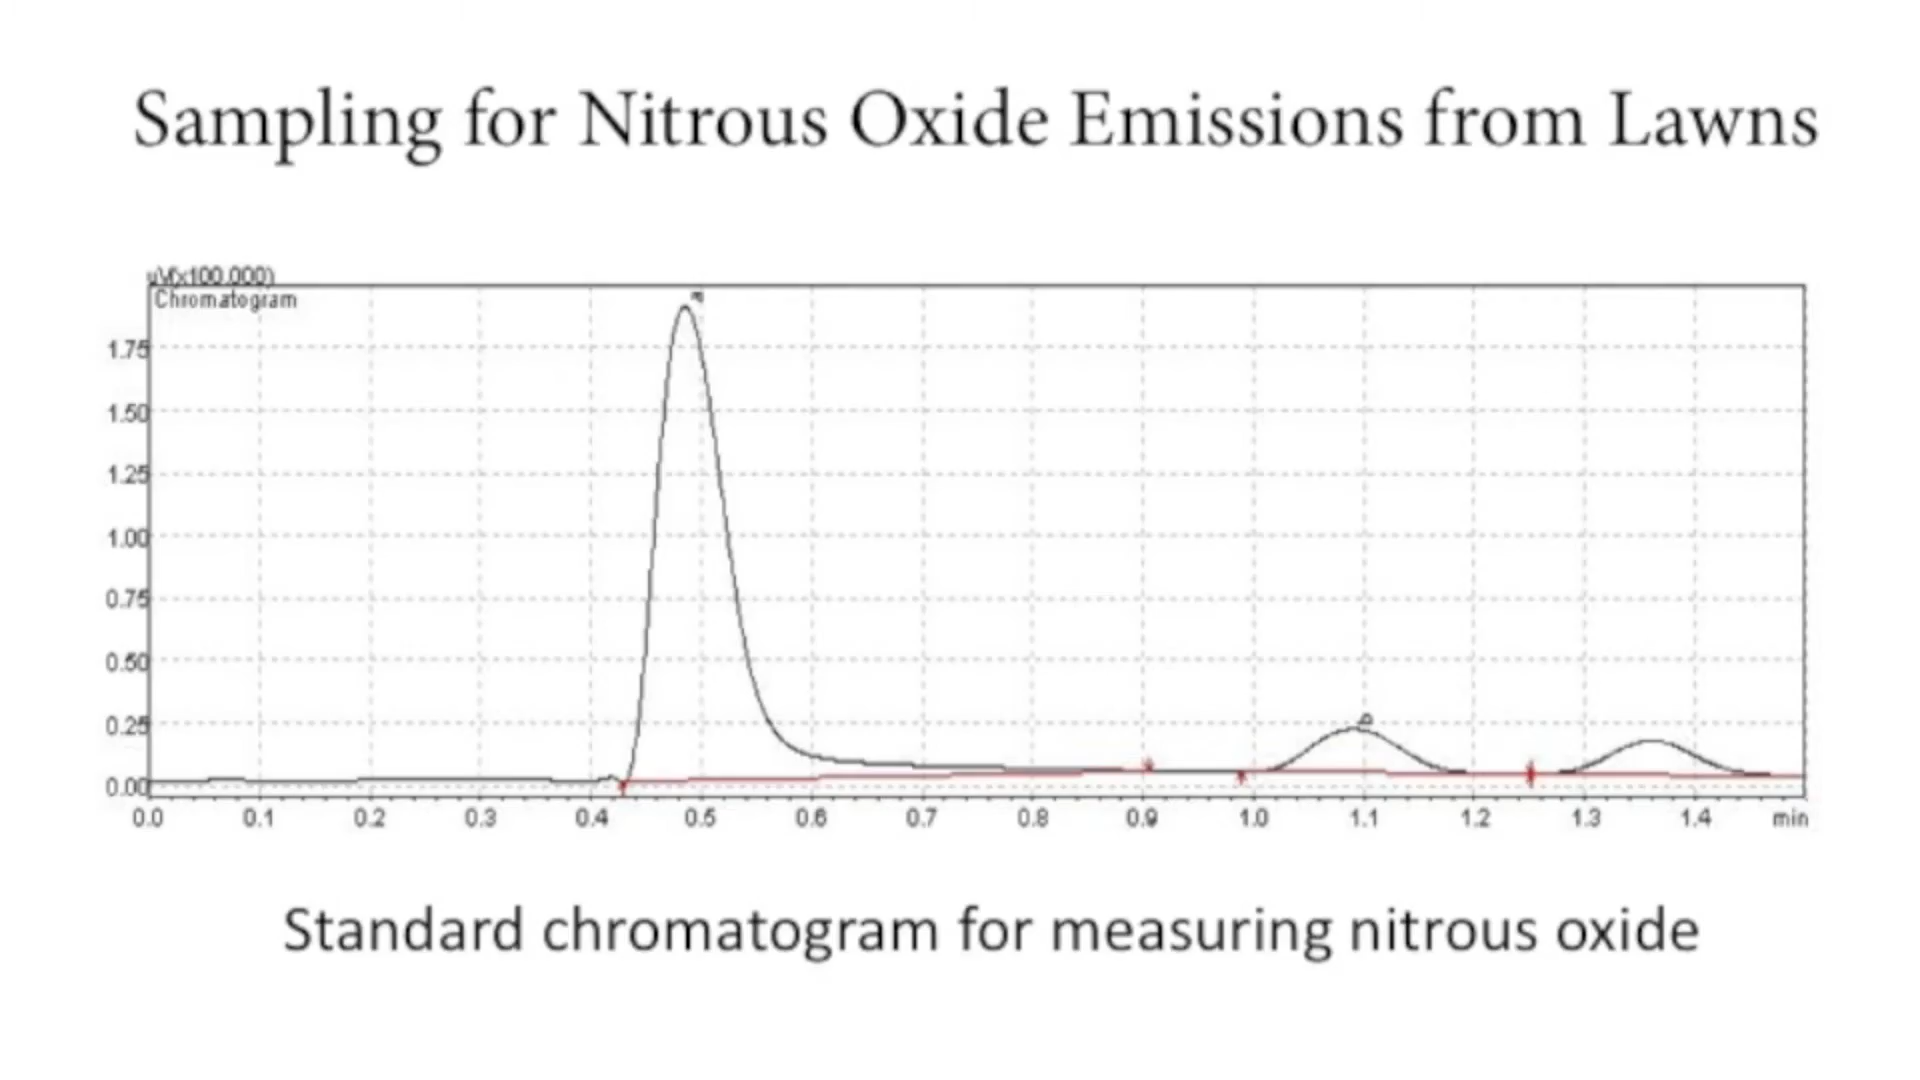 Sampling for Nitrous Oxide Emissions from Lawns
uV(x100,000)
Chromatogram
1.75
1.50
1.25
1.00
0.75
0.50
0.25
0.00
0.0 0.1 0.2 0.3 0.4 0.5 0.6 0.7 0.8 0.9 1.0 1.1 1.2 1.3 1.4 min
Standard chromatogram for measuring nitrous oxide